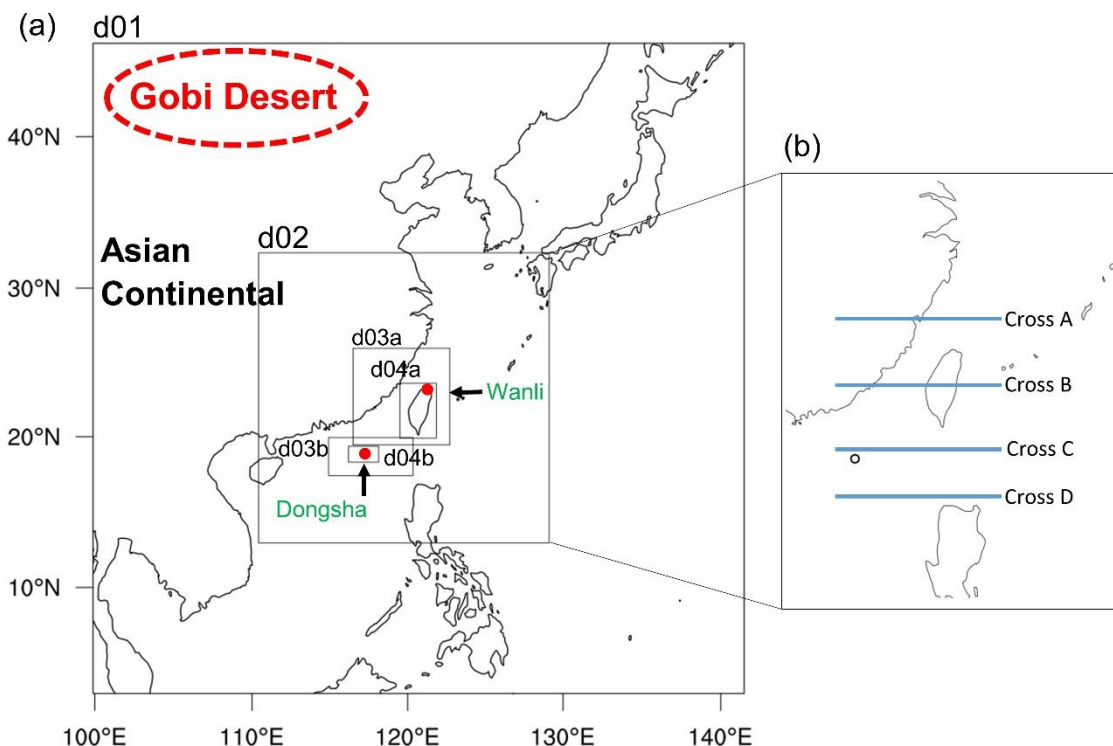 (a)
d01
Gobi Desert
40°N
(b)
Asian
Continental
d02
30°N
Cross A
d03a
d04a
Wanli
Cross B
20°N
d03b
d04b
Cross C
Dongsha
Cross D
10°N
100°E
110°E
120°E
130°E
140°E